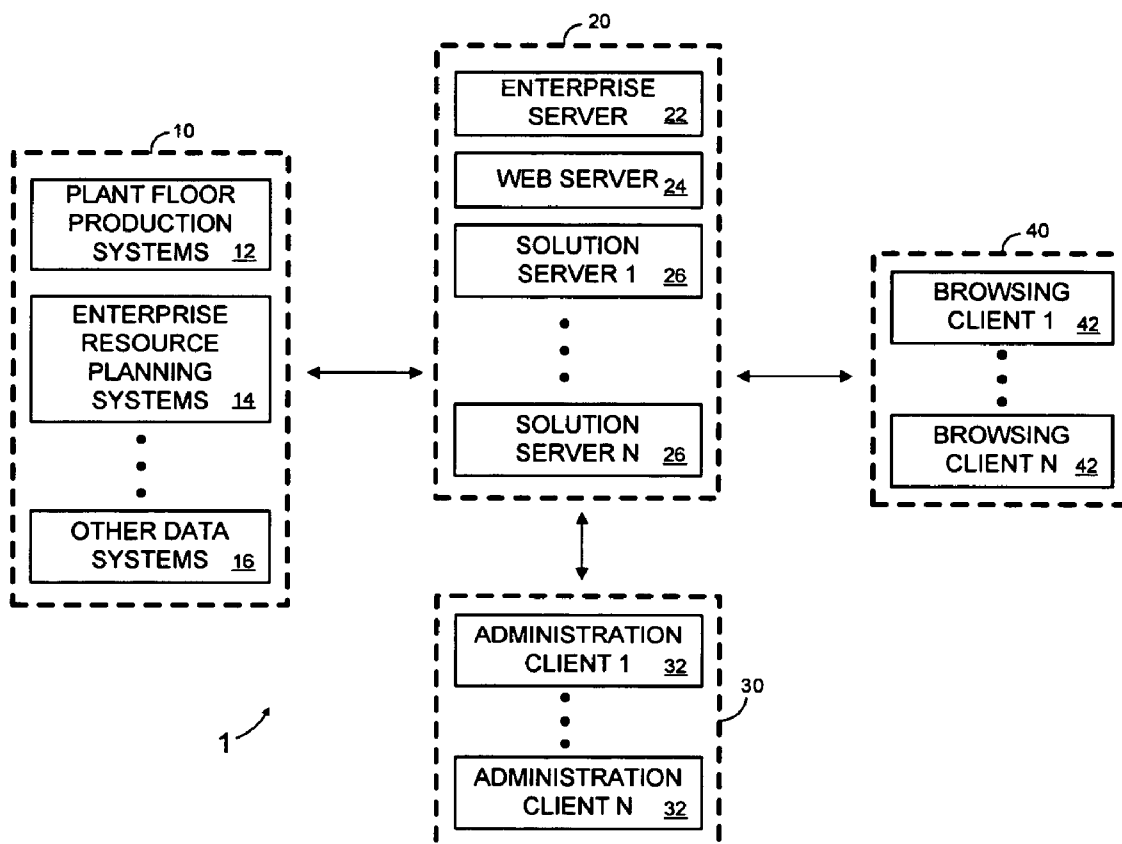 10
PLANT FLOOR
PRODUCTION
SYSTEMS 12
ENTERPRISE
RESOURCE
PLANNING
SYSTEMS 14
OTHER DATA
SYSTEMS 16
20
ENTERPRISE
SERVER 22
WEB SERVER 24
SOLUTION
SERVER 1 26
SOLUTION
SERVER N 26
40
BROWSING
CLIENT 1 42
BROWSING
CLIENT N 42
30
ADMINISTRATION
CLIENT 1 32
ADMINISTRATION
CLIENT N 32
1